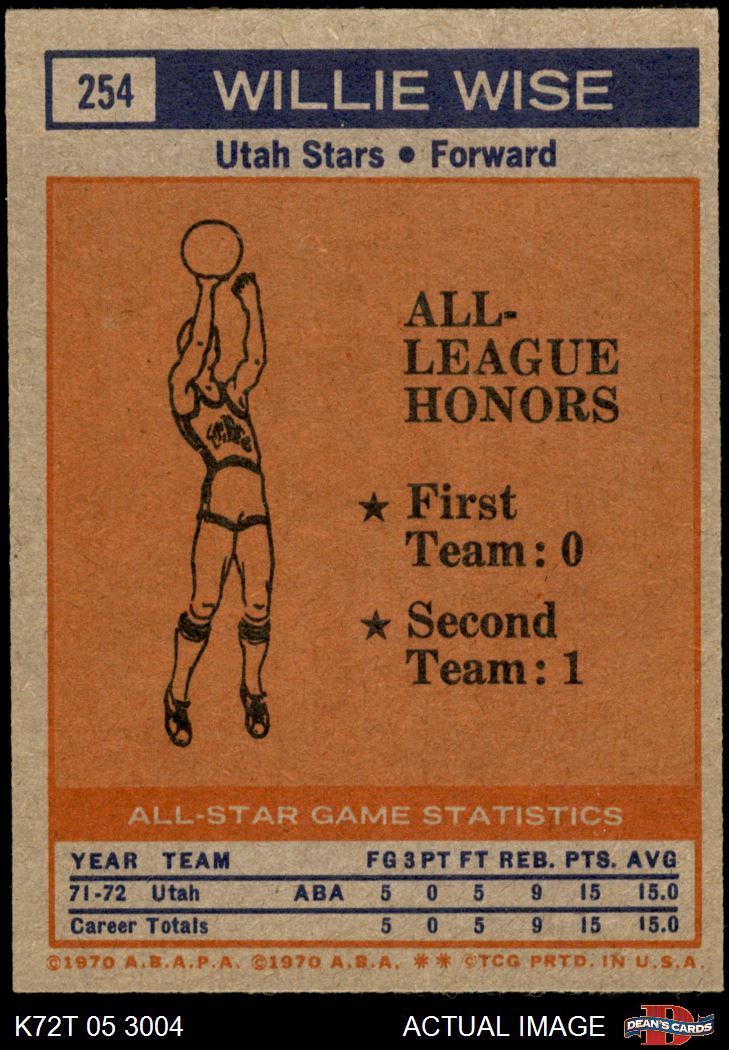 254 WILLIE WISE
Utah Stars • Forward
ALL-
LEAGUE
HONORS
★ First
Team: 0
★ Second
Team: 1
ALL-STAR GAME STATISTICS
YEAR TEAM FG 3PT FT REB. PTS. AVG
71-72 Utah ABA 5 0 5 9 15 15.0
Career Totals 5 0 5 9 15 15.0
©1970 A.B.A.P.A. ©1970 A.B.A. ** ©TCG PRTD. IN U.S.A.
K72T 05 3004 ACTUAL IMAGE DEAN'S CARDS